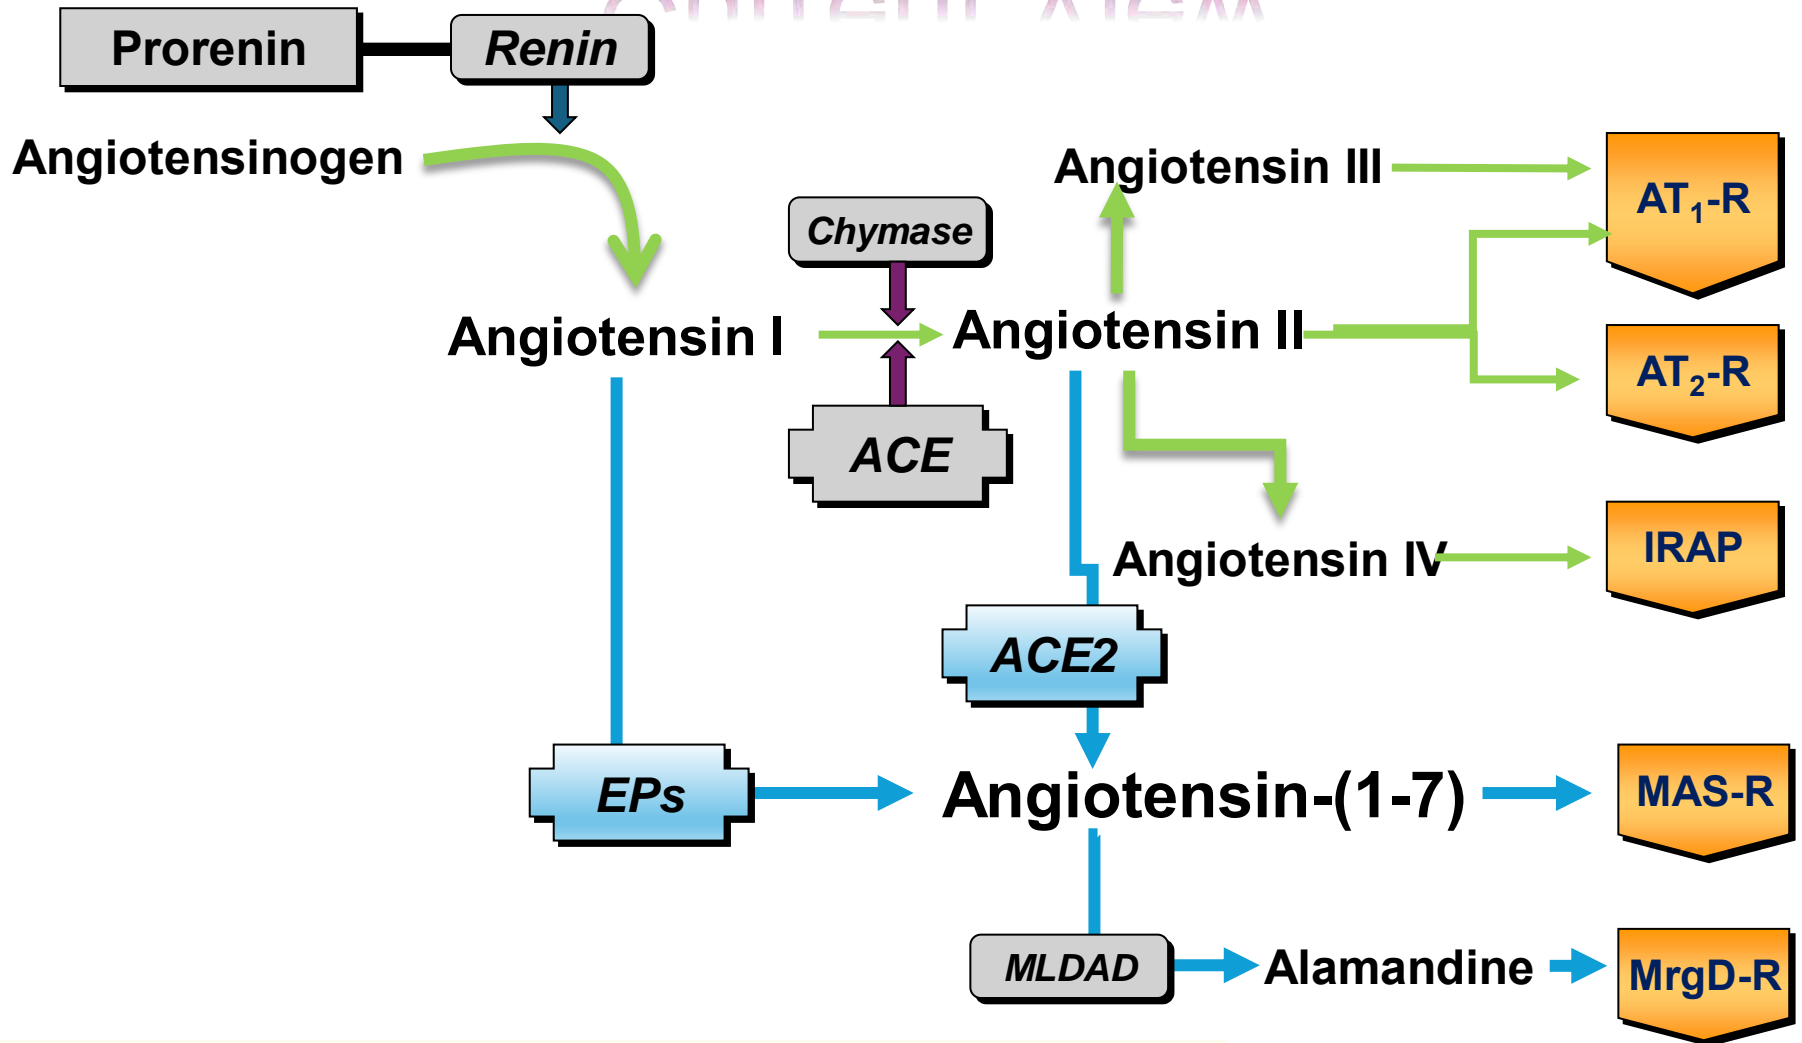 Prorenin
Renin
Angiotensinogen
Angiotensin III
AT₁-R
Chymase
Angiotensin I
Angiotensin II
AT₂-R
ACE
Angiotensin IV
IRAP
ACE2
EPs
Angiotensin-(1-7)
MAS-R
MLDAD
Alamandine
MrgD-R